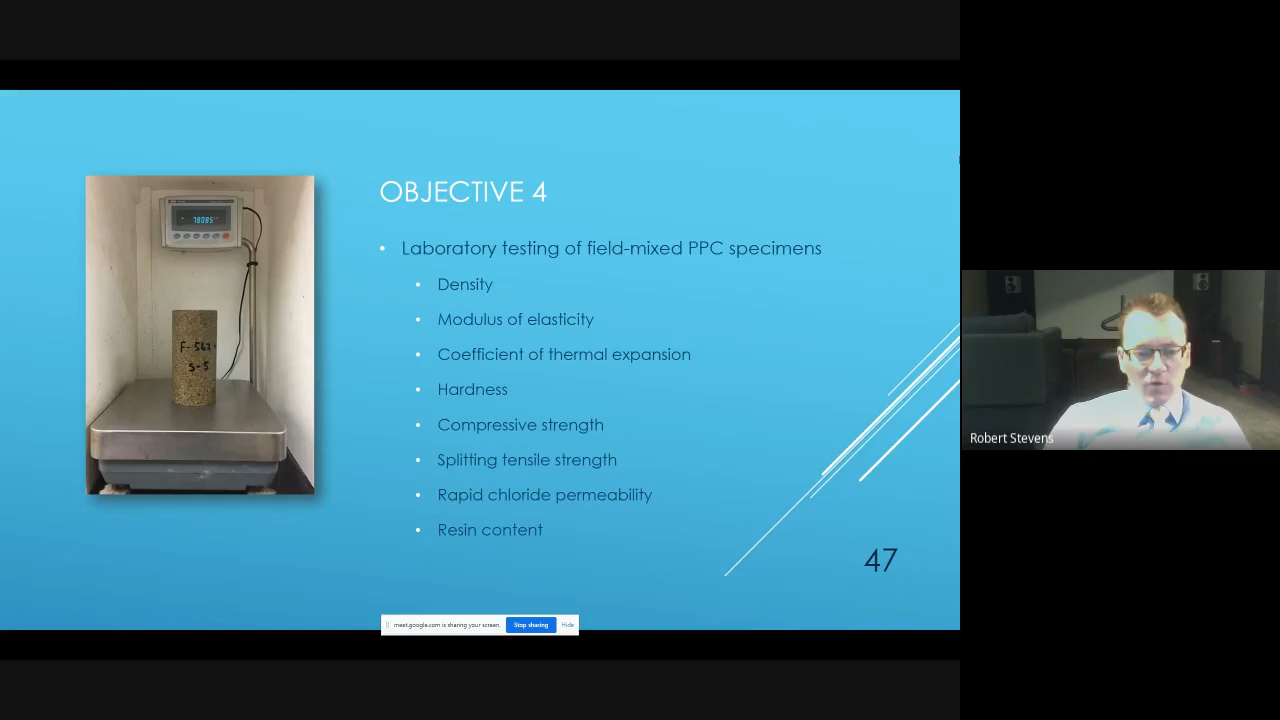 OBJECTIVE 4
Laboratory testing of field-mixed PPC specimens
Density
Modulus of elasticity
Coefficient of thermal expansion
Hardness
Compressive strength
Splitting tensile strength
Rapid chloride permeability
Resin content
47
78085
S-5
Robert Stevens
meet.google.com is sharing your screen.
Stop sharing
Hide